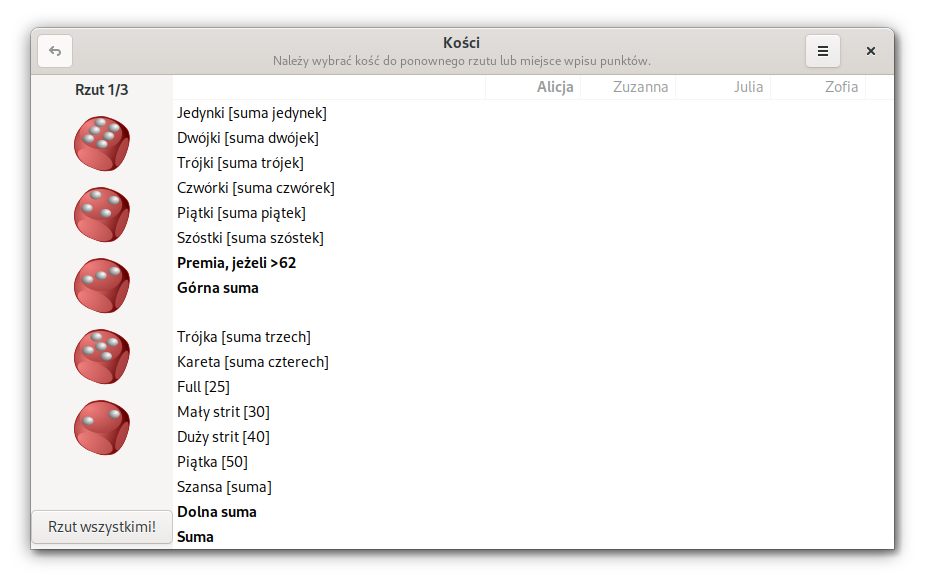 Kości
Należy wybrać kość do ponownego rzutu lub miejsce wpisu punktów.
Rzut 1/3
Alicja Zuzanna Julia Zofia
Jedynki [suma jedynek]
Dwójki [suma dwójek]
Trójki [suma trójek]
Czwórki [suma czwórek]
Piątki [suma piątek]
Szóstki [suma szóstek]
Premia, jeżeli >62
Górna suma
Trójka [suma trzech]
Kareta [suma czterech]
Full [25]
Mały strit [30]
Duży strit [40]
Piątka [50]
Szansa [suma]
Dolna suma
Suma
Rzut wszystkimi!